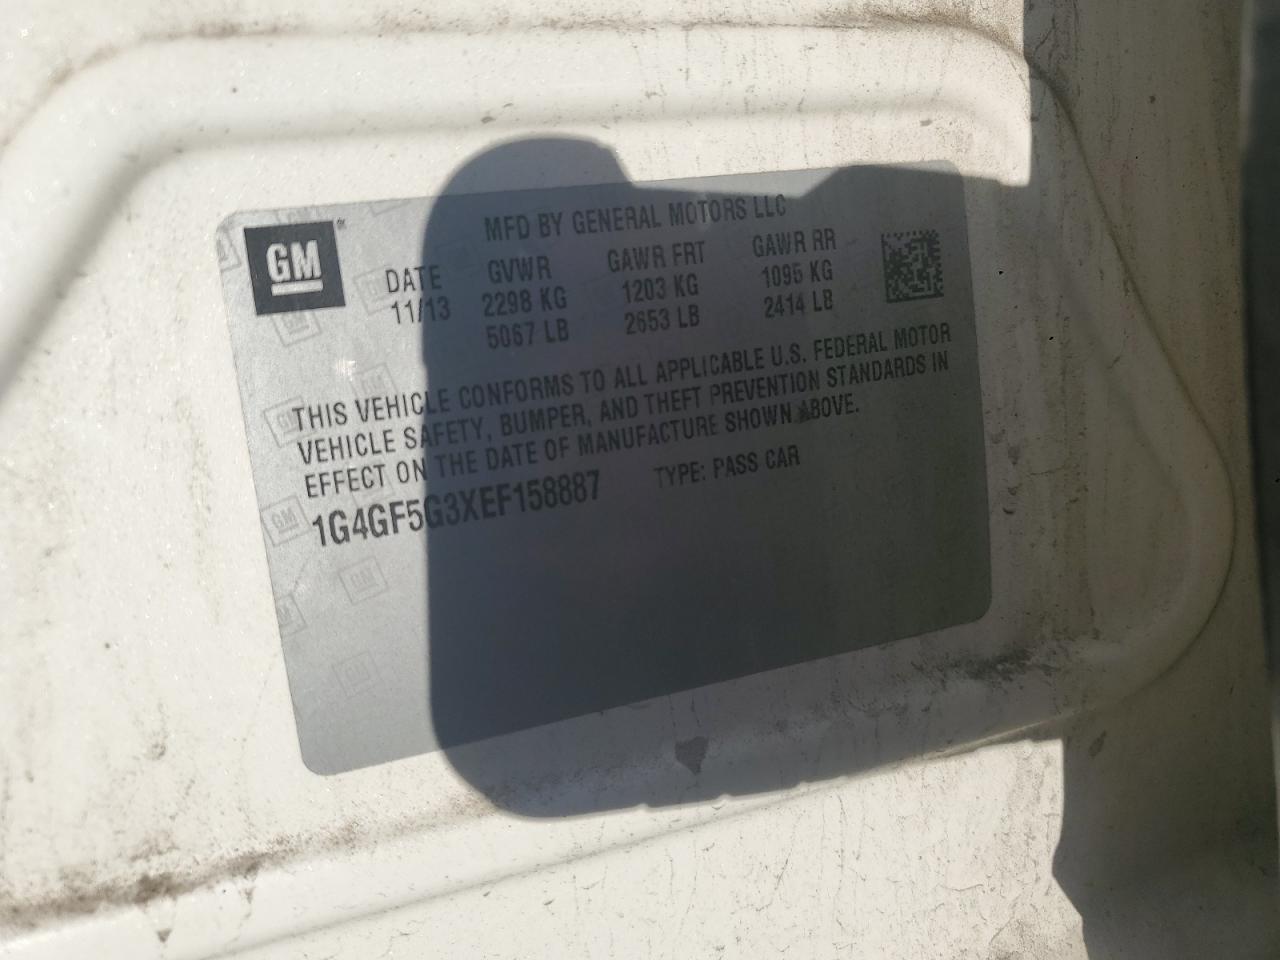 GM
MFD BY GENERAL MOTORS LLC
DATE GVWR GAWR FRT GAWR RR
11/13 2298 KG 1203 KG 1095 KG
5067 LB 2653 LB 2414 LB
THIS VEHICLE CONFORMS TO ALL APPLICABLE U.S. FEDERAL MOTOR
VEHICLE SAFETY, BUMPER, AND THEFT PREVENTION STANDARDS IN
EFFECT ON THE DATE OF MANUFACTURE SHOWN ABOVE.
1G4GF5G3XEF158887 TYPE: PASS CAR